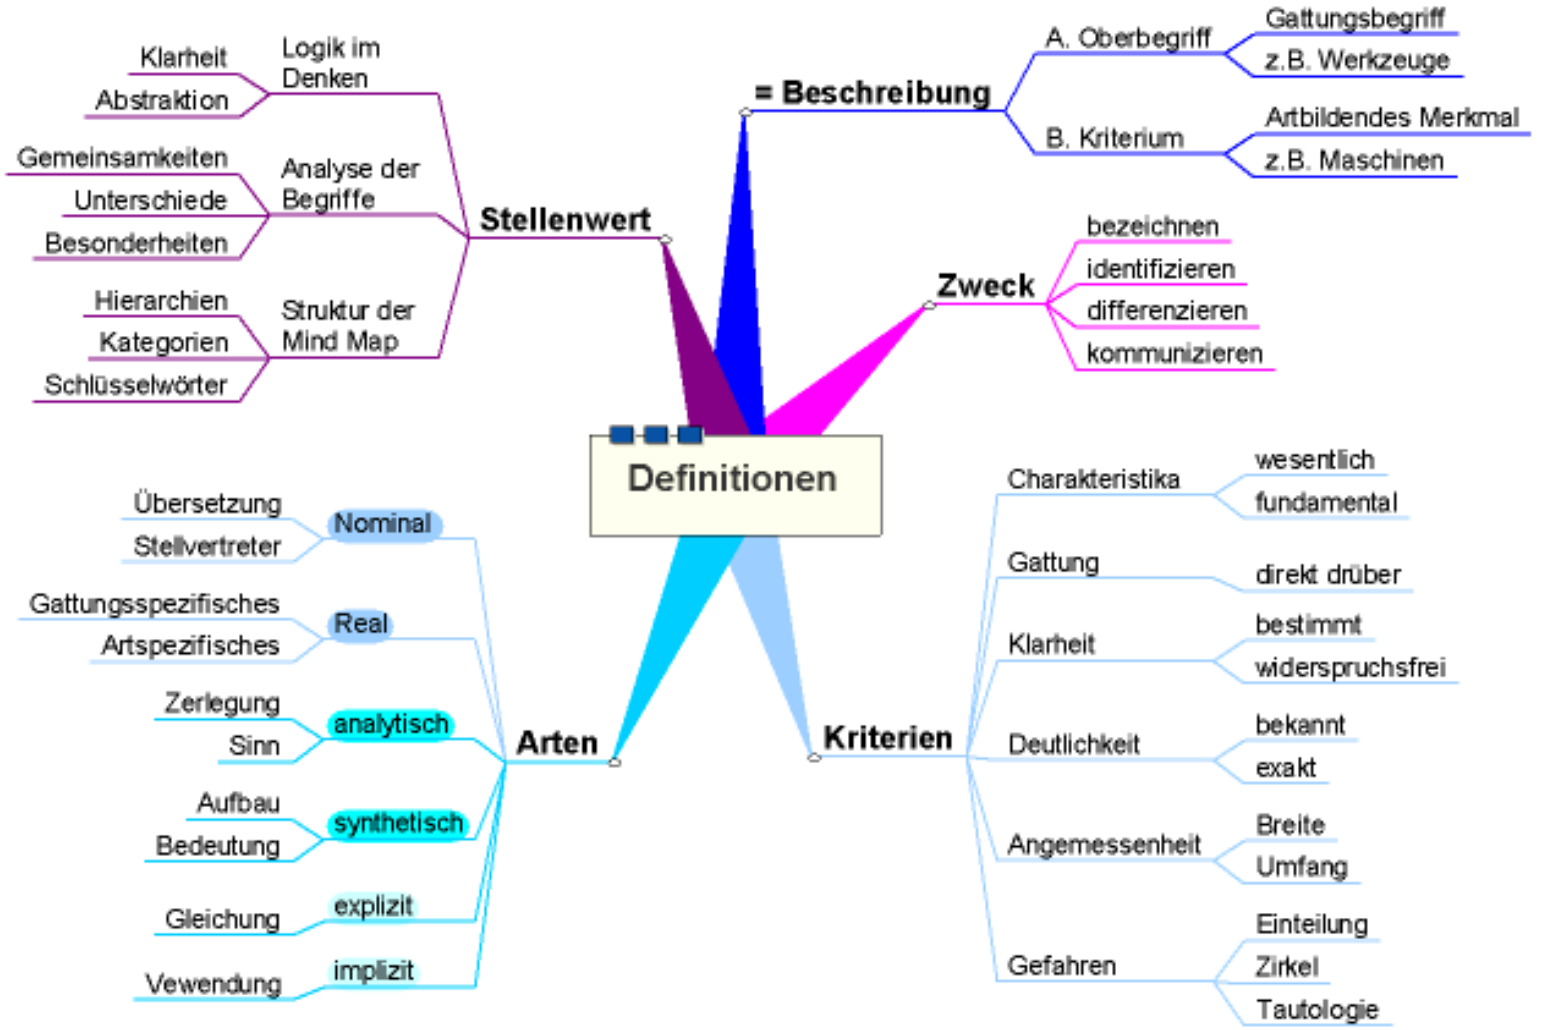 Definitionen
= Beschreibung
A. Oberbegriff
Gattungsbegriff
z.B. Werkzeuge
B. Kriterium
Artbildendes Merkmal
z.B. Maschinen
Zweck
bezeichnen
identifizieren
differenzieren
kommunizieren
Kriterien
Charakteristika
wesentlich
fundamental
Gattung
direkt drüber
Klarheit
bestimmt
widerspruchsfrei
Deutlichkeit
bekannt
exakt
Angemessenheit
Breite
Umfang
Gefahren
Einteilung
Zirkel
Tautologie
Arten
Nominal
Übersetzung
Stellvertreter
Real
Gattungsspezifisches
Artspezifisches
analytisch
Zerlegung
Sinn
synthetisch
Aufbau
Bedeutung
explizit
Gleichung
implizit
Vewendung
Stellenwert
Logik im
Denken
Klarheit
Abstraktion
Analyse der
Begriffe
Gemeinsamkeiten
Unterschiede
Besonderheiten
Struktur der
Mind Map
Hierarchien
Kategorien
Schlüsselwörter